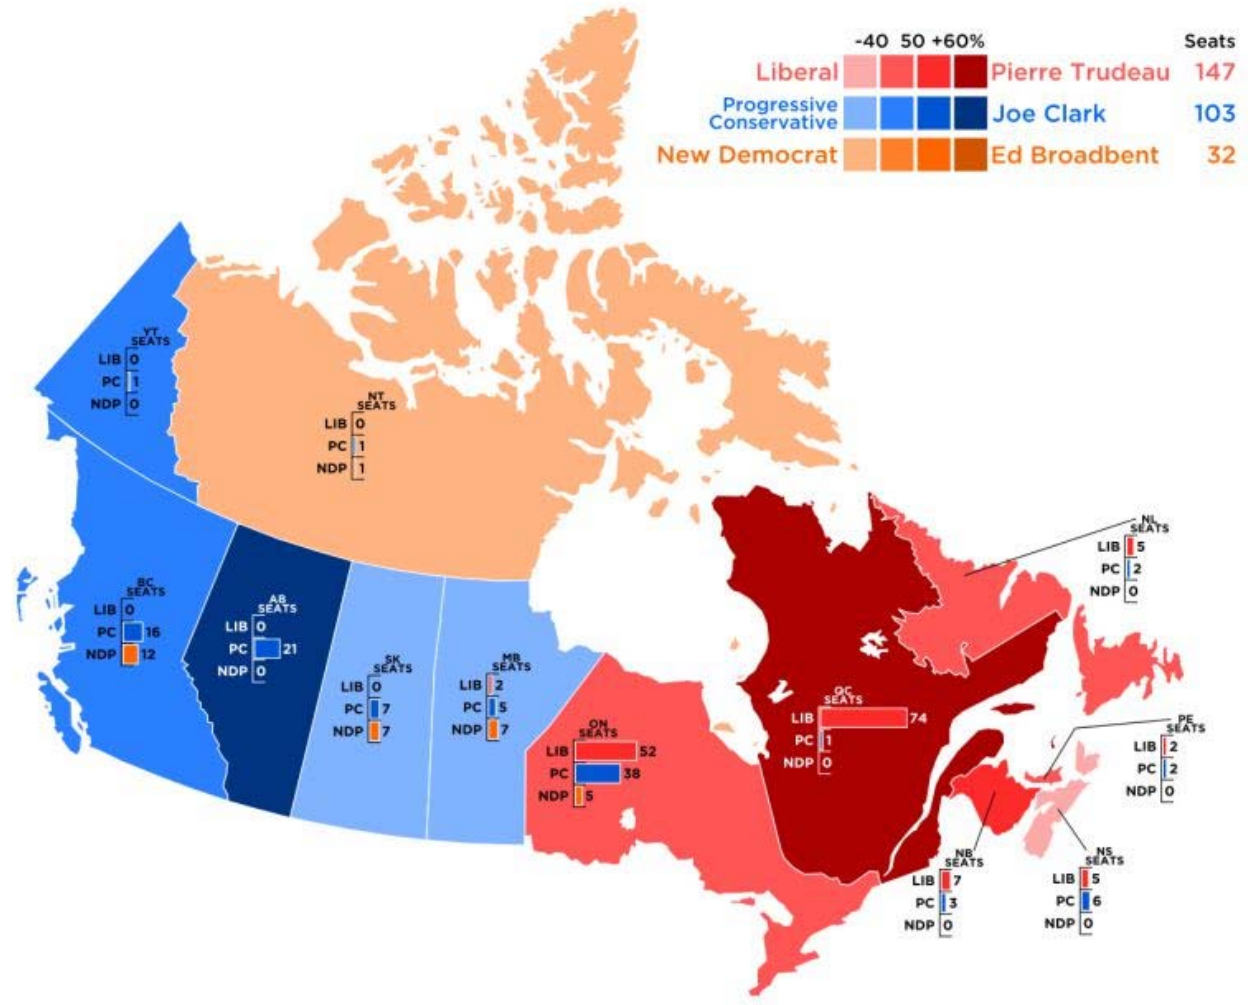 -40 50 +60% Seats
Liberal Pierre Trudeau 147
Progressive
Conservative Joe Clark 103
New Democrat Ed Broadbent 32
YT
SEATS
LIB 0
PC 1
NDP 0
NT
SEATS
LIB 0
PC 1
NDP 1
BC
SEATS
LIB 0
PC 16
NDP 12
AB
SEATS
LIB 0
PC 21
NDP 0
SK
SEATS
LIB 0
PC 7
NDP 7
MB
SEATS
LIB 2
PC 5
NDP 7
ON
SEATS
LIB 52
PC 38
NDP 5
QC
SEATS
LIB 74
PC 1
NDP 0
NL
SEATS
LIB 5
PC 2
NDP 0
PE
SEATS
LIB 2
PC 2
NDP 0
NB
SEATS
LIB 7
PC 3
NDP 0
NS
SEATS
LIB 5
PC 6
NDP 0